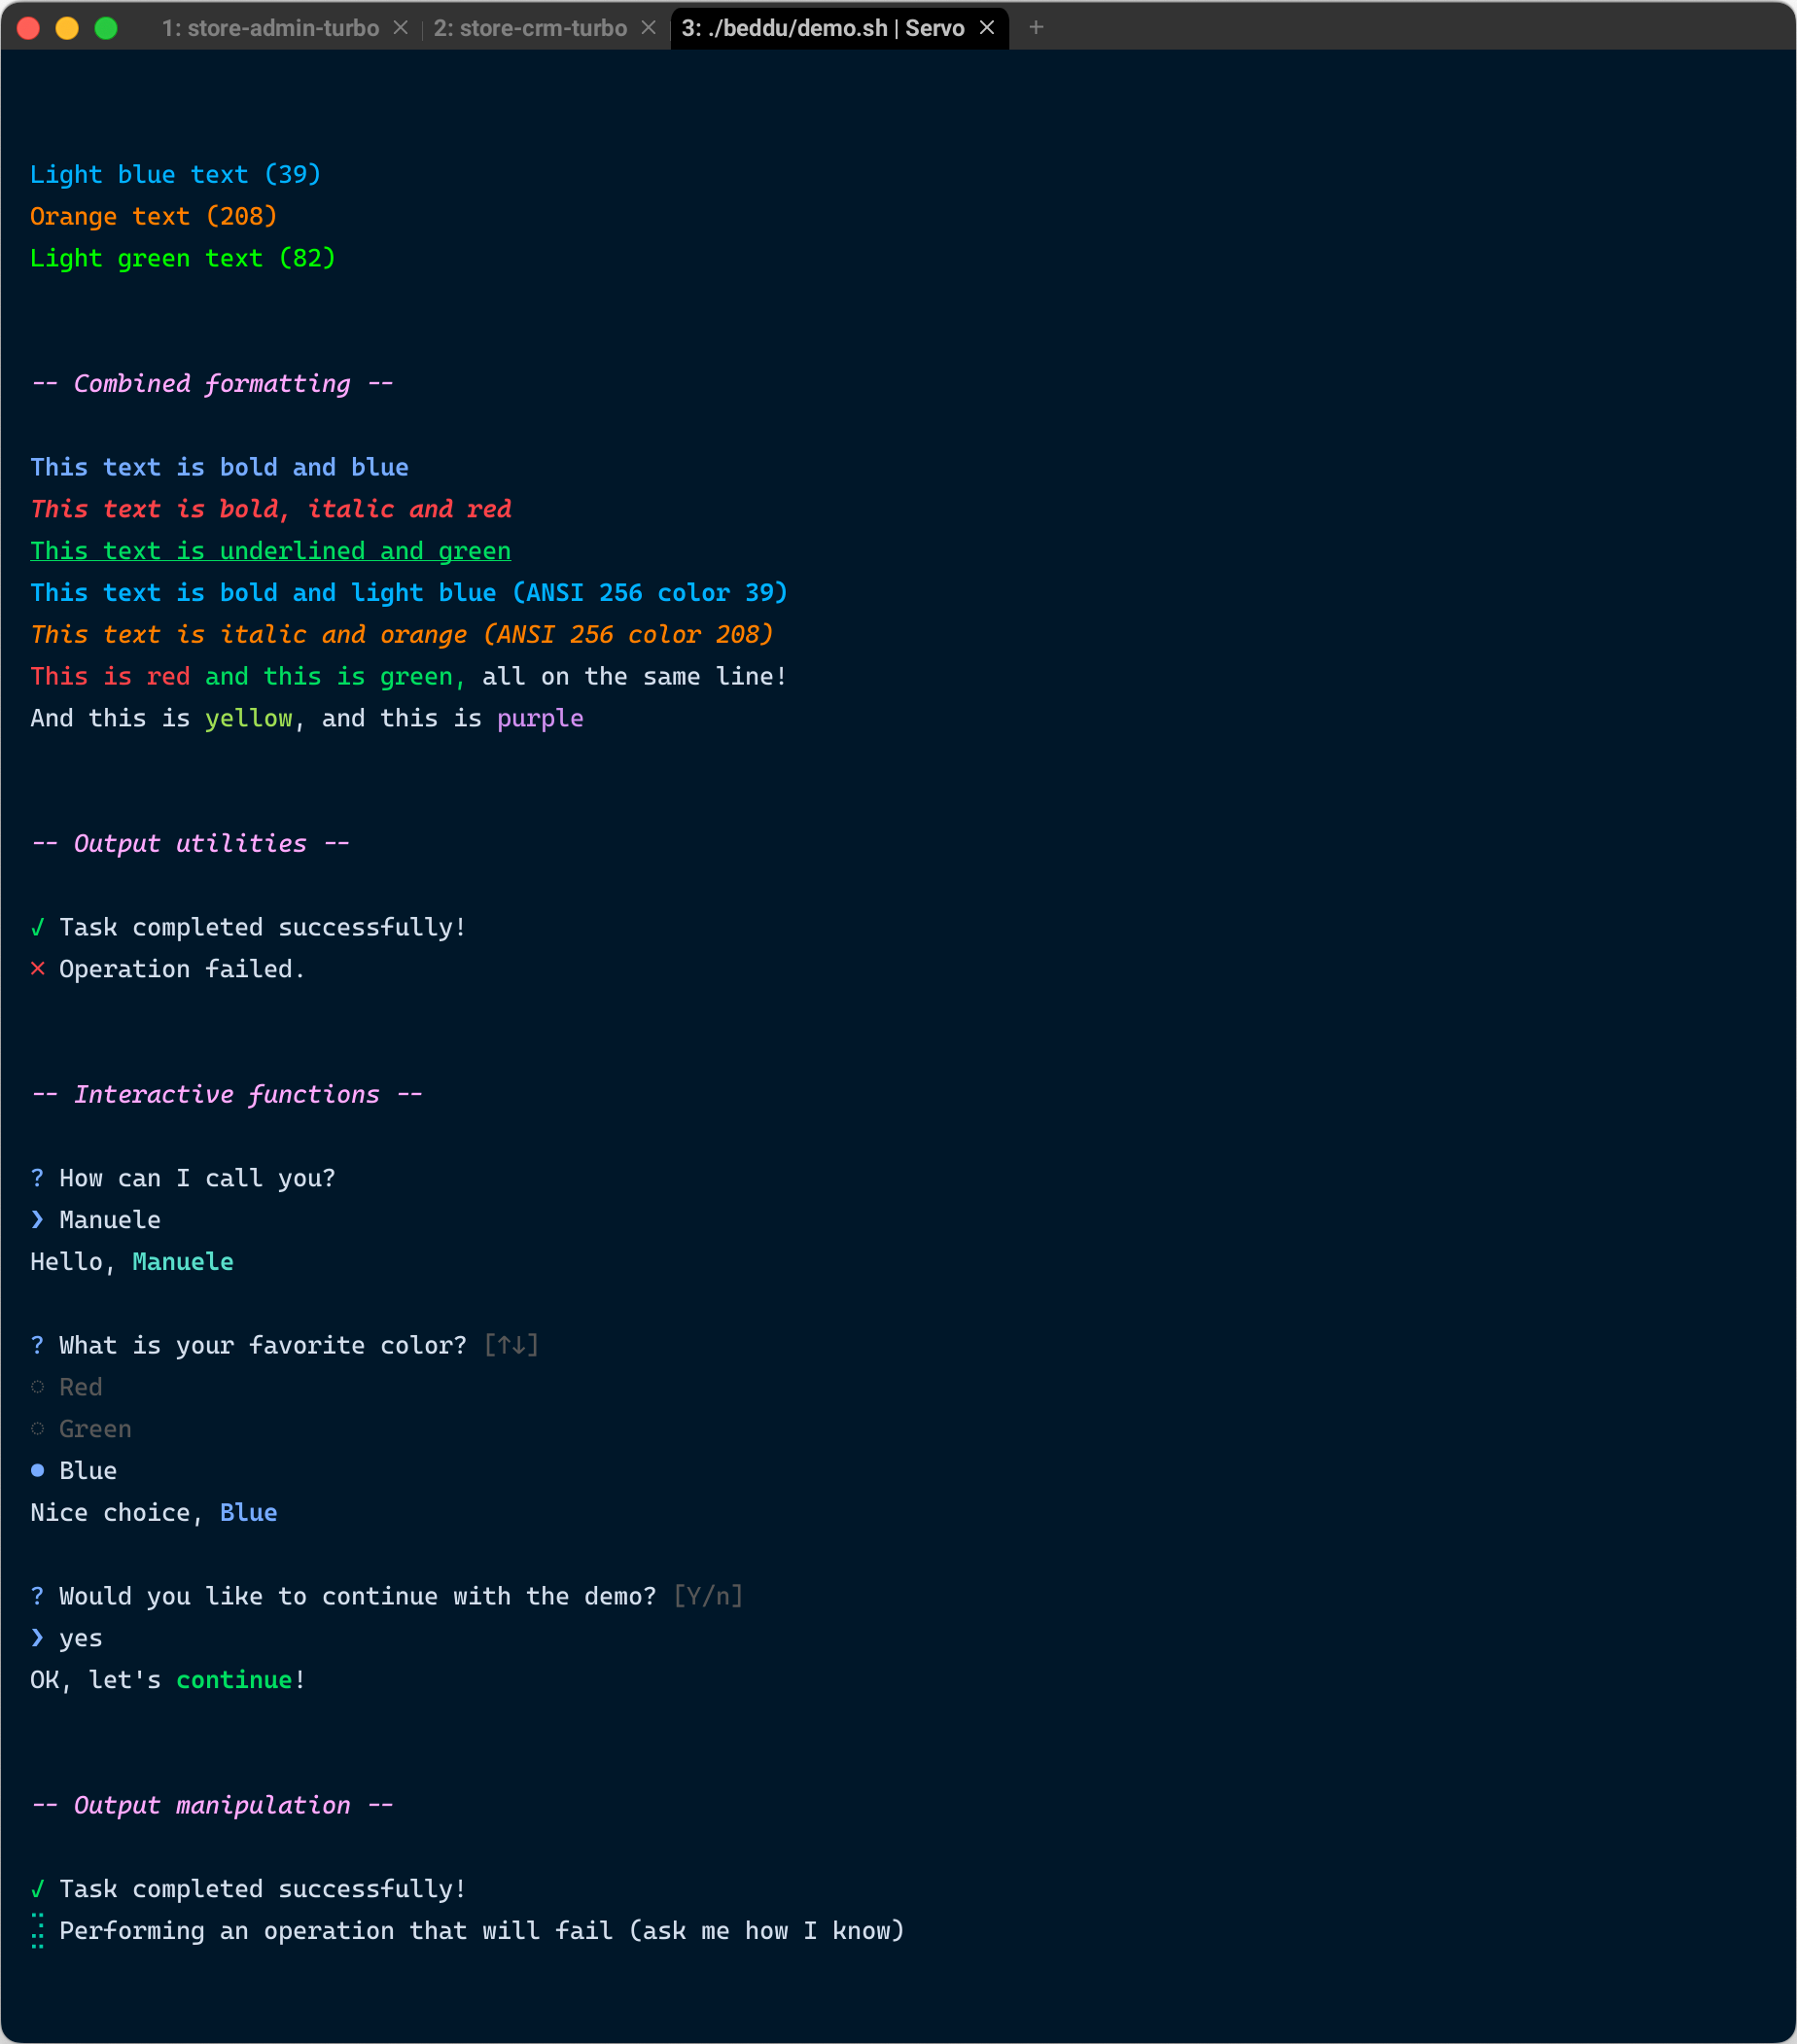 1: store-admin-turbo × 2: store-crm-turbo × 3: ./beddu/demo.sh | Servo × +
Light blue text (39)
Orange text (208)
Light green text (82)
-- Combined formatting --
This text is bold and blue
This text is bold, italic and red
This text is underlined and green
This text is bold and light blue (ANSI 256 color 39)
This text is italic and orange (ANSI 256 color 208)
This is red and this is green, all on the same line!
And this is yellow, and this is purple
-- Output utilities --
✓ Task completed successfully!
✕ Operation failed.
-- Interactive functions --
? How can I call you?
❯ Manuele
Hello, Manuele
? What is your favorite color? [↑↓]
◌ Red
◌ Green
● Blue
Nice choice, Blue
? Would you like to continue with the demo? [Y/n]
❯ yes
OK, let's continue!
-- Output manipulation --
✓ Task completed successfully!
⣽ Performing an operation that will fail (ask me how I know)